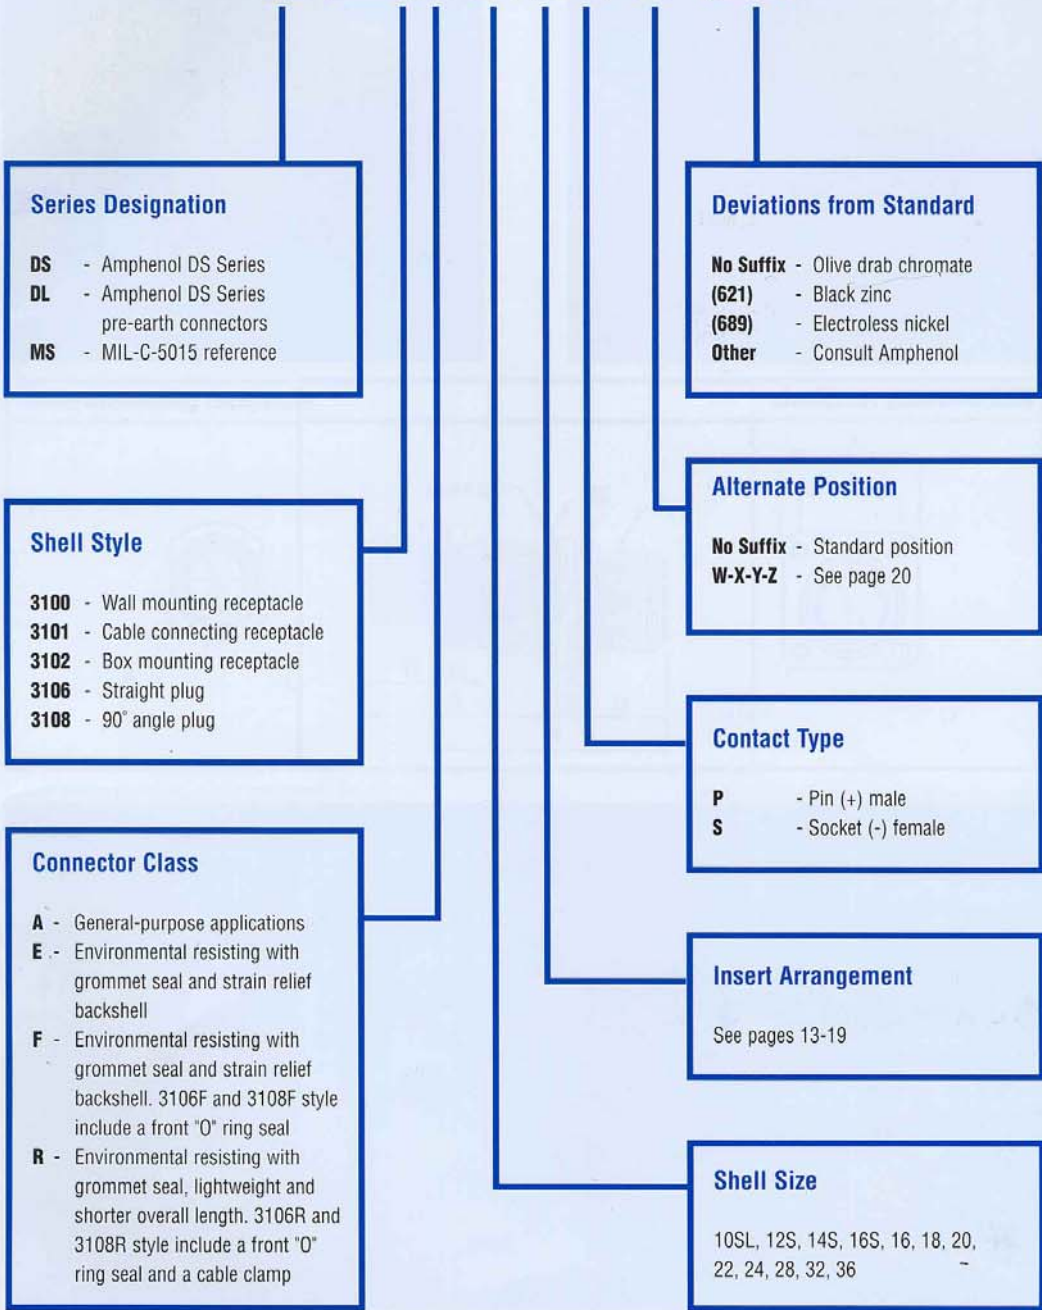 Series Designation
DS - Amphenol DS Series
DL - Amphenol DS Series
pre-earth connectors
MS - MIL-C-5015 reference
Shell Style
3100 - Wall mounting receptacle
3101 - Cable connecting receptacle
3102 - Box mounting receptacle
3106 - Straight plug
3108 - 90° angle plug
Connector Class
A - General-purpose applications
E - Environmental resisting with
grommet seal and strain relief
backshell
F - Environmental resisting with
grommet seal and strain relief
backshell. 3106F and 3108F style
include a front "O" ring seal
R - Environmental resisting with
grommet seal, lightweight and
shorter overall length. 3106R and
3108R style include a front "O"
ring seal and a cable clamp
Deviations from Standard
No Suffix - Olive drab chromate
(621) - Black zinc
(689) - Electroless nickel
Other - Consult Amphenol
Alternate Position
No Suffix - Standard position
W-X-Y-Z - See page 20
Contact Type
P - Pin (+) male
S - Socket (-) female
Insert Arrangement
See pages 13-19
Shell Size
10SL, 12S, 14S, 16S, 16, 18, 20,
22, 24, 28, 32, 36